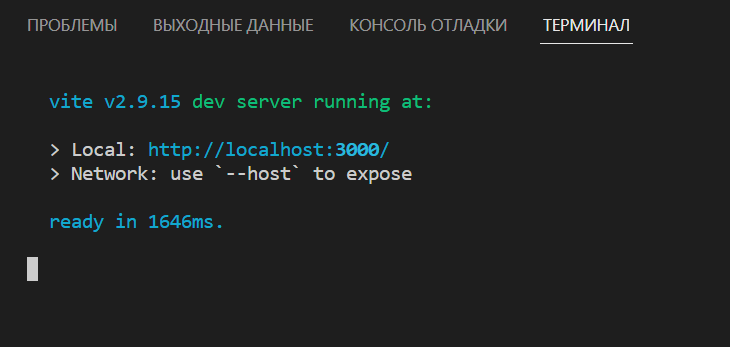 ПРОБЛЕМЫ ВЫХОДНЫЕ ДАННЫЕ КОНСОЛЬ ОТЛАДКИ ТЕРМИНАЛ
vite v2.9.15 dev server running at:
> Local: http://localhost:3000/
> Network: use `--host` to expose
ready in 1646ms.